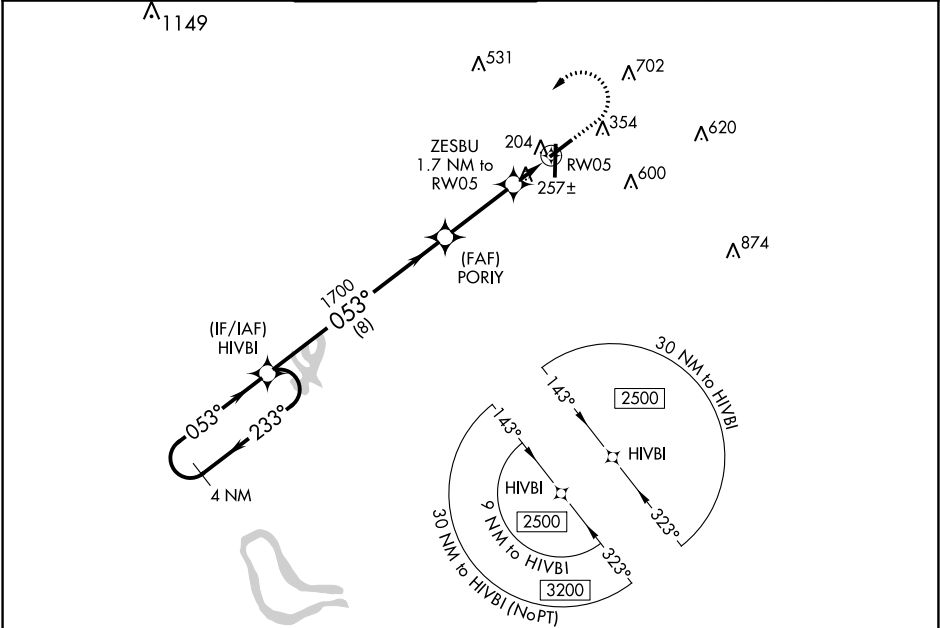 1149
531
702
354
620
204
ZESBU
1.7 NM to
RW05
RW05
257±
600
874
(FAF)
PORIY
1700
053°
(8)
(IF/IAF)
HIVBI
053°
233°
4 NM
30 NM to HIVBI
143°
2500
HIVBI
323°
143°
HIVBI
2500
9 NM to HIVBI
323°
3200
30 NM to HIVBI (NoPT)